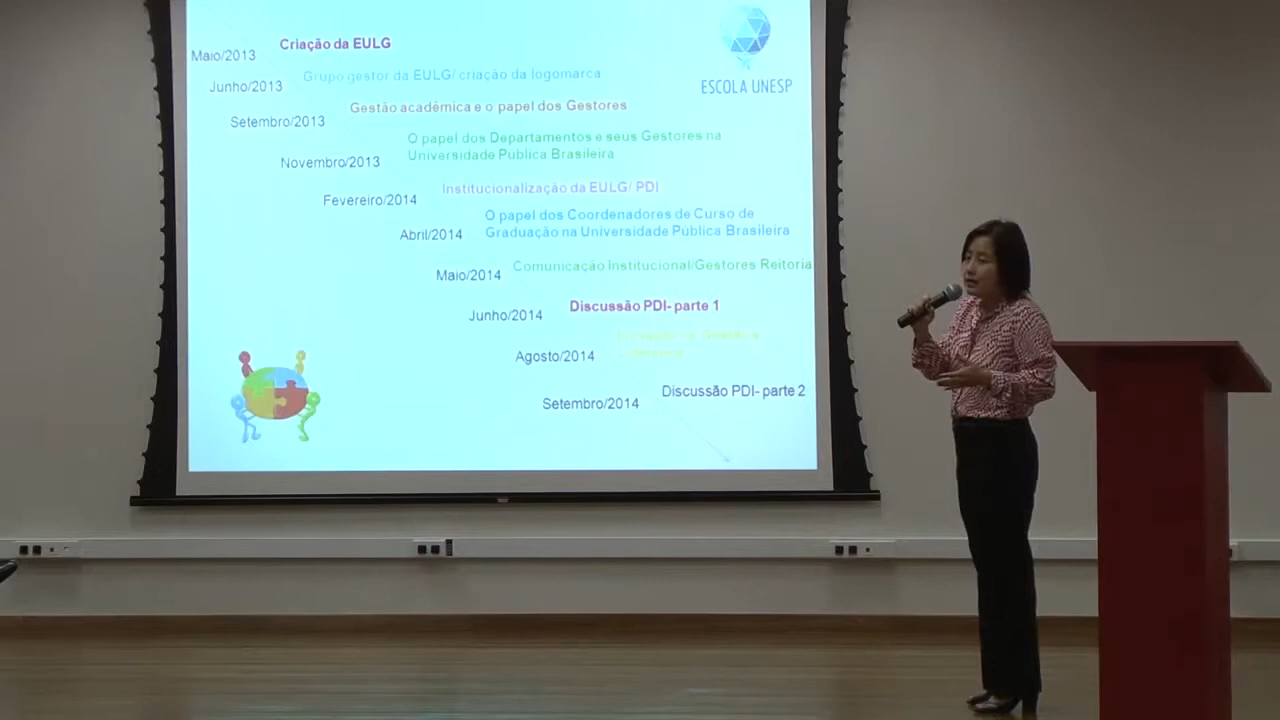 Maio/2013 Criação da EULG
Junho/2013 Grupo gestor da EULG/ criação da logomarca
Setembro/2013 Gestão acadêmica e o papel dos Gestores
Novembro/2013 O papel dos Departamentos e seus Gestores na
Universidade Pública Brasileira
Fevereiro/2014 Institucionalização da EULG/ PDI
Abril/2014 O papel dos Coordenadores de Curso de
Graduação na Universidade Pública Brasileira
Maio/2014 Comunicação Institucional/Gestores Reitoria
Junho/2014 Discussão PDI- parte 1
Agosto/2014
Setembro/2014 Discussão PDI- parte 2
ESCOLA UNESP